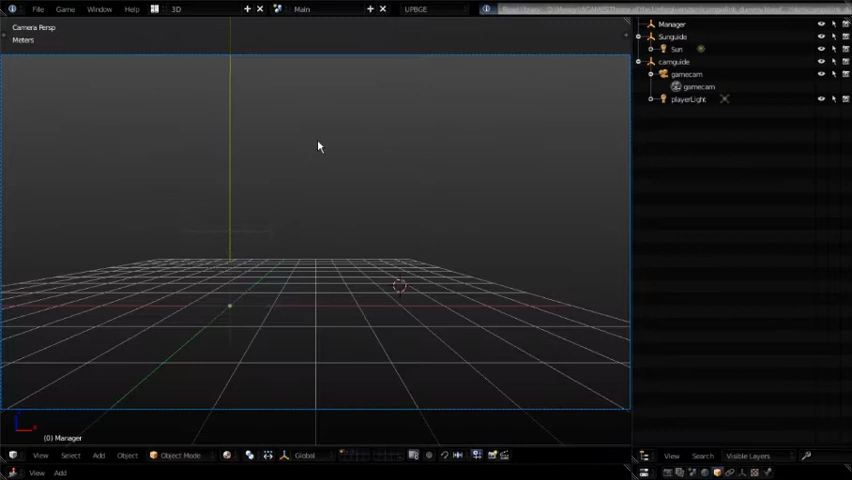 File Game Window Help 3D Main UPBGE
Camera Persp
Meters
Manager
Sunguide
Sun
camguide
gamecam
gamecam
playerLight
(0) Manager
View Select Add Object Object Mode Global
View Search Visible Layers
View Add